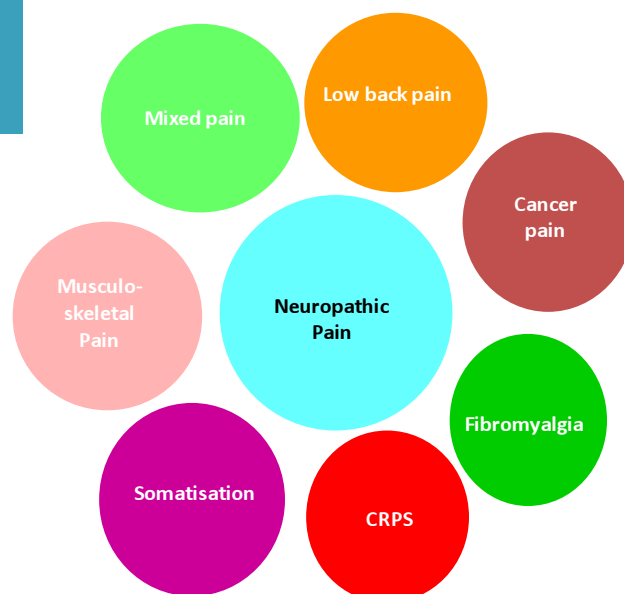 Mixed pain
Low back pain
Cancer
pain
Musculo-
skeletal
Pain
Neuropathic
Pain
Fibromyalgia
Somatisation
CRPS